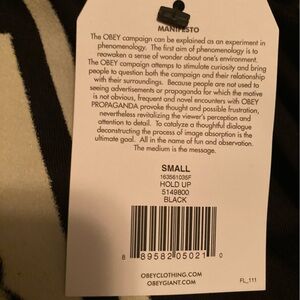 MANIFESTO
The OBEY campaign can be explained as an experiment in
phenomenology. The first aim of phenomenology is to
reawaken a sense of wonder about one's environment.
The OBEY campaign attemps to stimulate curiosity and bring
people to question both the campaign and their relationship
with their surroundings. Because people are not used to
seeing advertisements or propaganda for which the motive
is not obvious, frequent and novel encounters with OBEY
PROPAGANDA provoke thought and possible frustration,
nevertheless revitalizing the viewer's perception and
attention to detail. To catalyze a thoughtful dialogue
deconstructing the process of image absorption is the
ultimate goal. All in the name of fun and observation.
The medium is the message.
SMALL
163561035F
HOLD UP
5149800
BLACK
8 89582 05021 0
OBEYCLOTHING.COM
OBEYGIANT.COM
FL_111